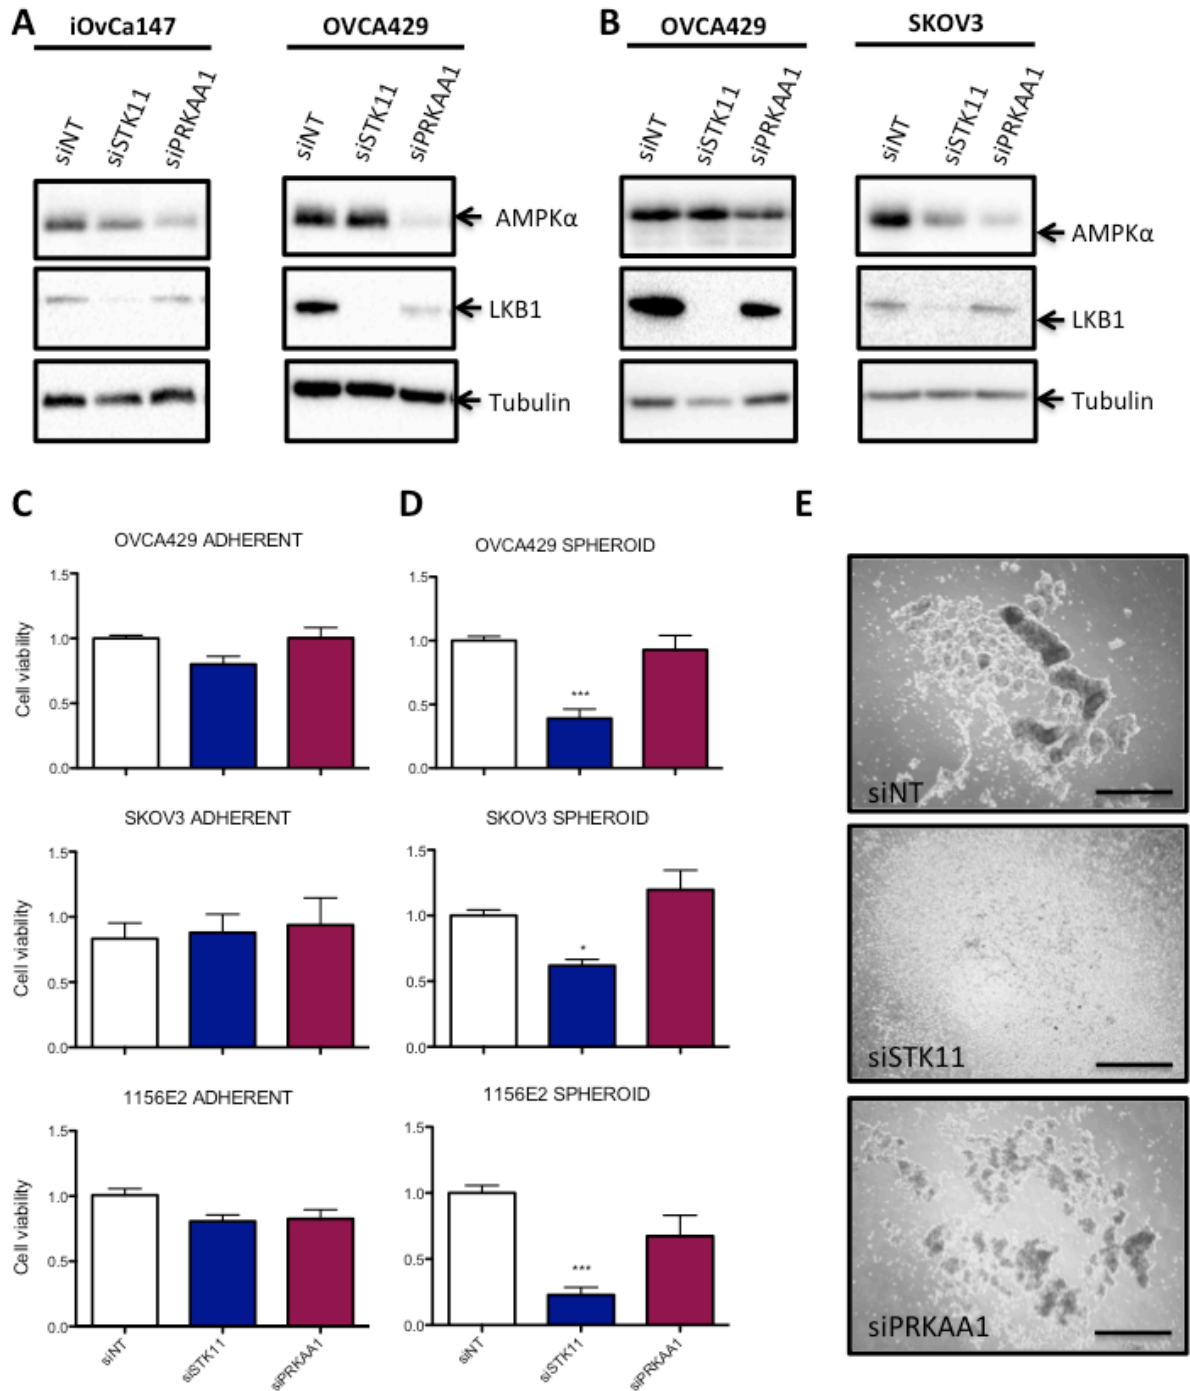 A
iOvCa147
OVCA429
B
OVCA429
SKOV3
siNT
siSTK11
siPRKAA1
siNT
siSTK11
siPRKAA1
siNT
siSTK11
siPRKAA1
siNT
siSTK11
siPRKAA1
AMPKα
AMPKα
LKB1
LKB1
Tubulin
Tubulin
C
OVCA429 ADHERENT
Cell viability
1.5
1.0
0.5
0.0
SKOV3 ADHERENT
Cell viability
1.5
1.0
0.5
0.0
1156E2 ADHERENT
Cell viability
1.5
1.0
0.5
0.0
siNT
siSTK11
siPRKAA1
D
OVCA429 SPHEROID
1.5
1.0
0.5
0.0
***
SKOV3 SPHEROID
1.5
1.0
0.5
0.0
*
1156E2 SPHEROID
1.5
1.0
0.5
0.0
***
siNT
siSTK11
siPRKAA1
E
siNT
siSTK11
siPRKAA1